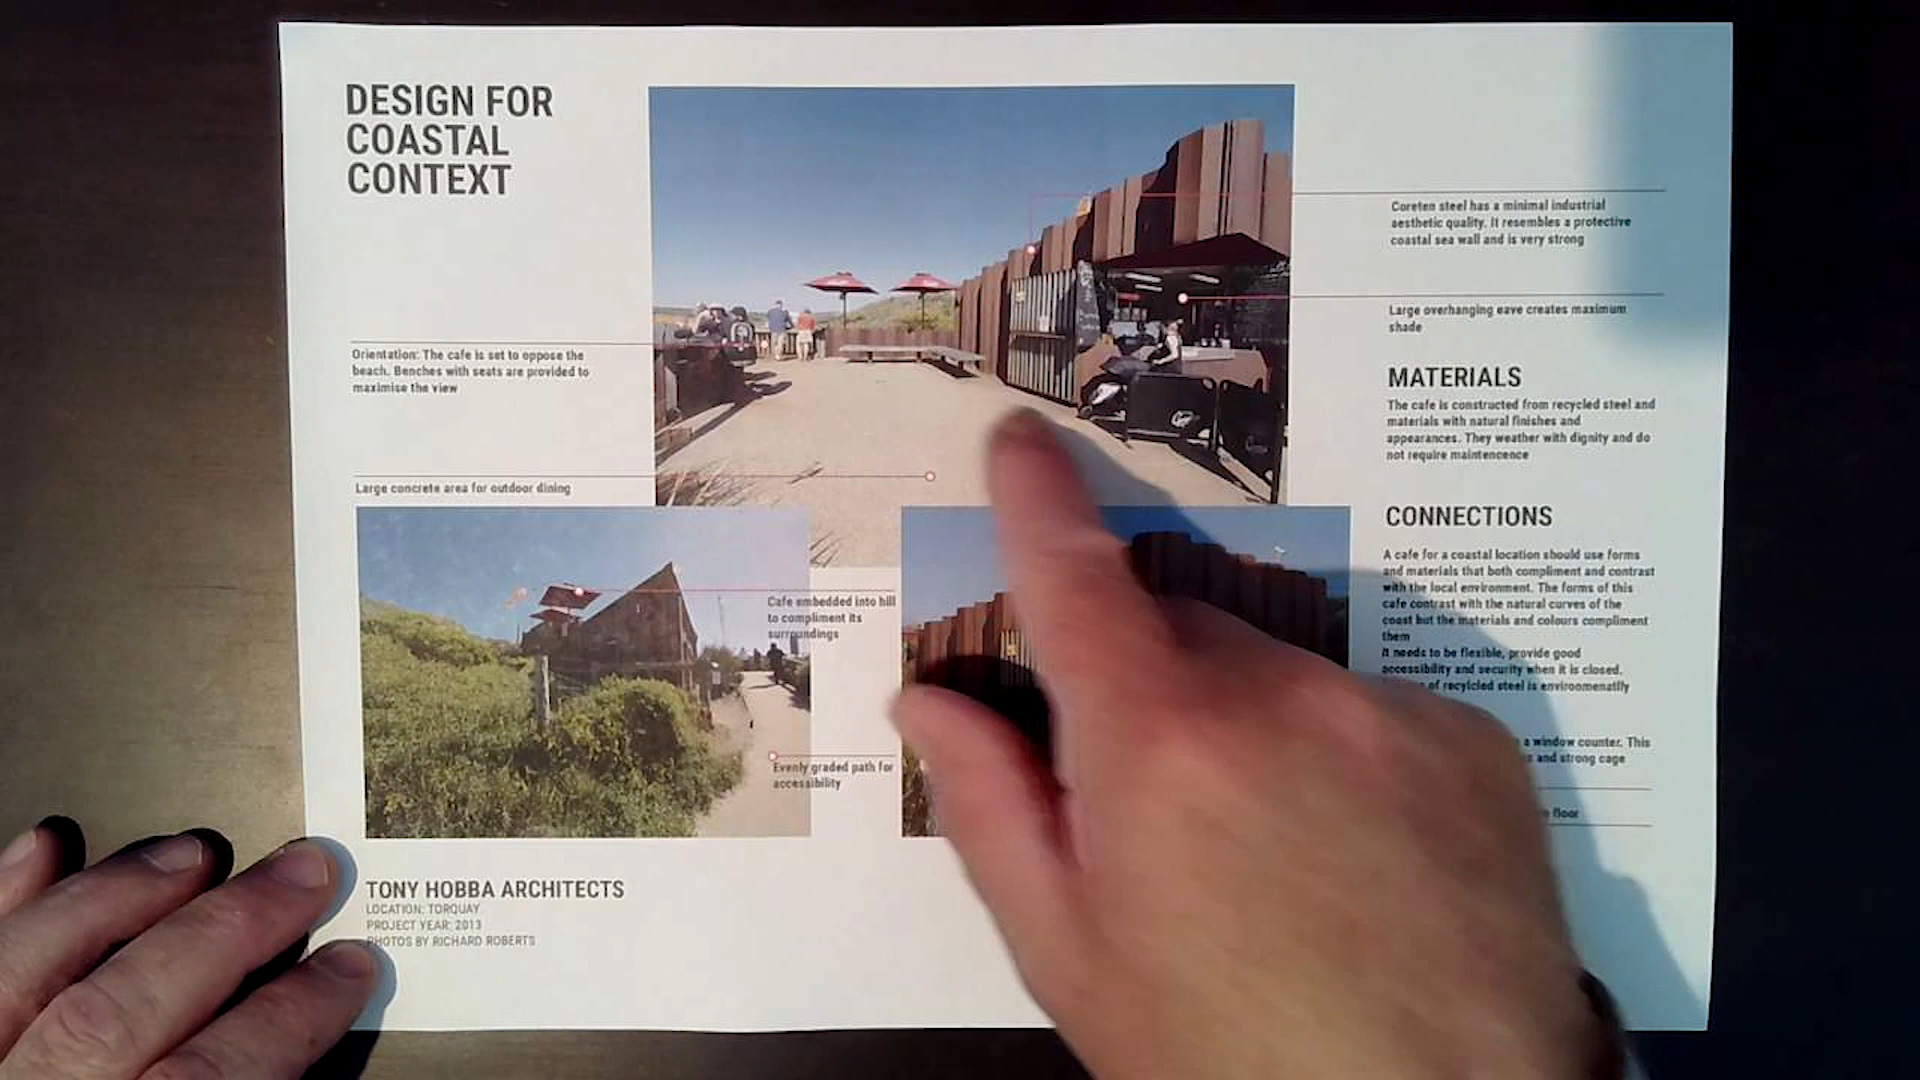 DESIGN FOR
COASTAL
CONTEXT
Coreten steel has a minimal industrial
aesthetic quality. It resembles a protective
coastal sea wall and is very strong
Large overhanging eave creates maximum
shade
Orientation: The cafe is set to oppose the
beach. Benches with seats are provided to
maximise the view
Large concrete area for outdoor dining
MATERIALS
The cafe is constructed from recycled steel and
materials with natural finishes and
appearances. They weather with dignity and do
not require maintencence
CONNECTIONS
A cafe for a coastal location should use forms
and materials that both compliment and contrast
with the local environment. The forms of this
cafe contrast with the natural curves of the
coast but the materials and colours compliment
them
It needs to be flexible, provide good
accessibility and security when it is closed.
of recylcled steel is enviroomenatlly
a window counter. This
and strong cage
floor
Cafe embedded into hill
to compliment its
surroundings
Evenly graded path for
accessibility
TONY HOBBA ARCHITECTS
LOCATION: TORQUAY
PROJECT YEAR: 2013
PHOTOS BY RICHARD ROBERTS